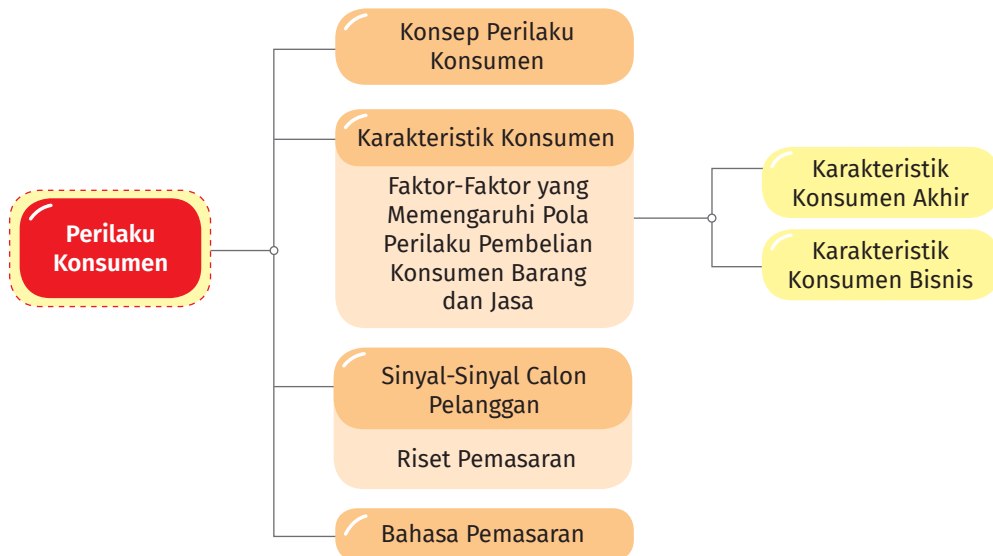 Perilaku
Konsumen
Konsep Perilaku
Konsumen
Karakteristik Konsumen
Faktor-Faktor yang
Memengaruhi Pola
Perilaku Pembelian
Konsumen Barang
dan Jasa
Karakteristik
Konsumen Akhir
Karakteristik
Konsumen Bisnis
Sinyal-Sinyal Calon
Pelanggan
Riset Pemasaran
Bahasa Pemasaran